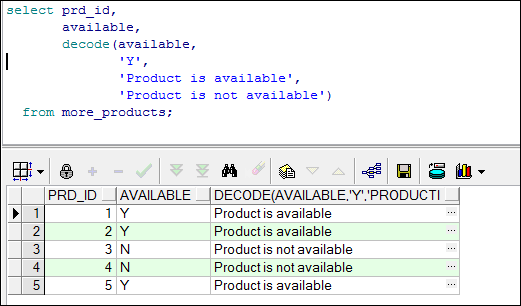 select prd_id,
available,
decode(available,
'Y',
'Product is available',
'Product is not available')
from more_products;
PRD_ID AVAILABLE DECODE(AVAILABLE,'Y','PRODUCTI
1 1 Y Product is available ...
2 2 Y Product is available ...
3 3 N Product is not available ...
4 4 N Product is not available ...
5 5 Y Product is available ...